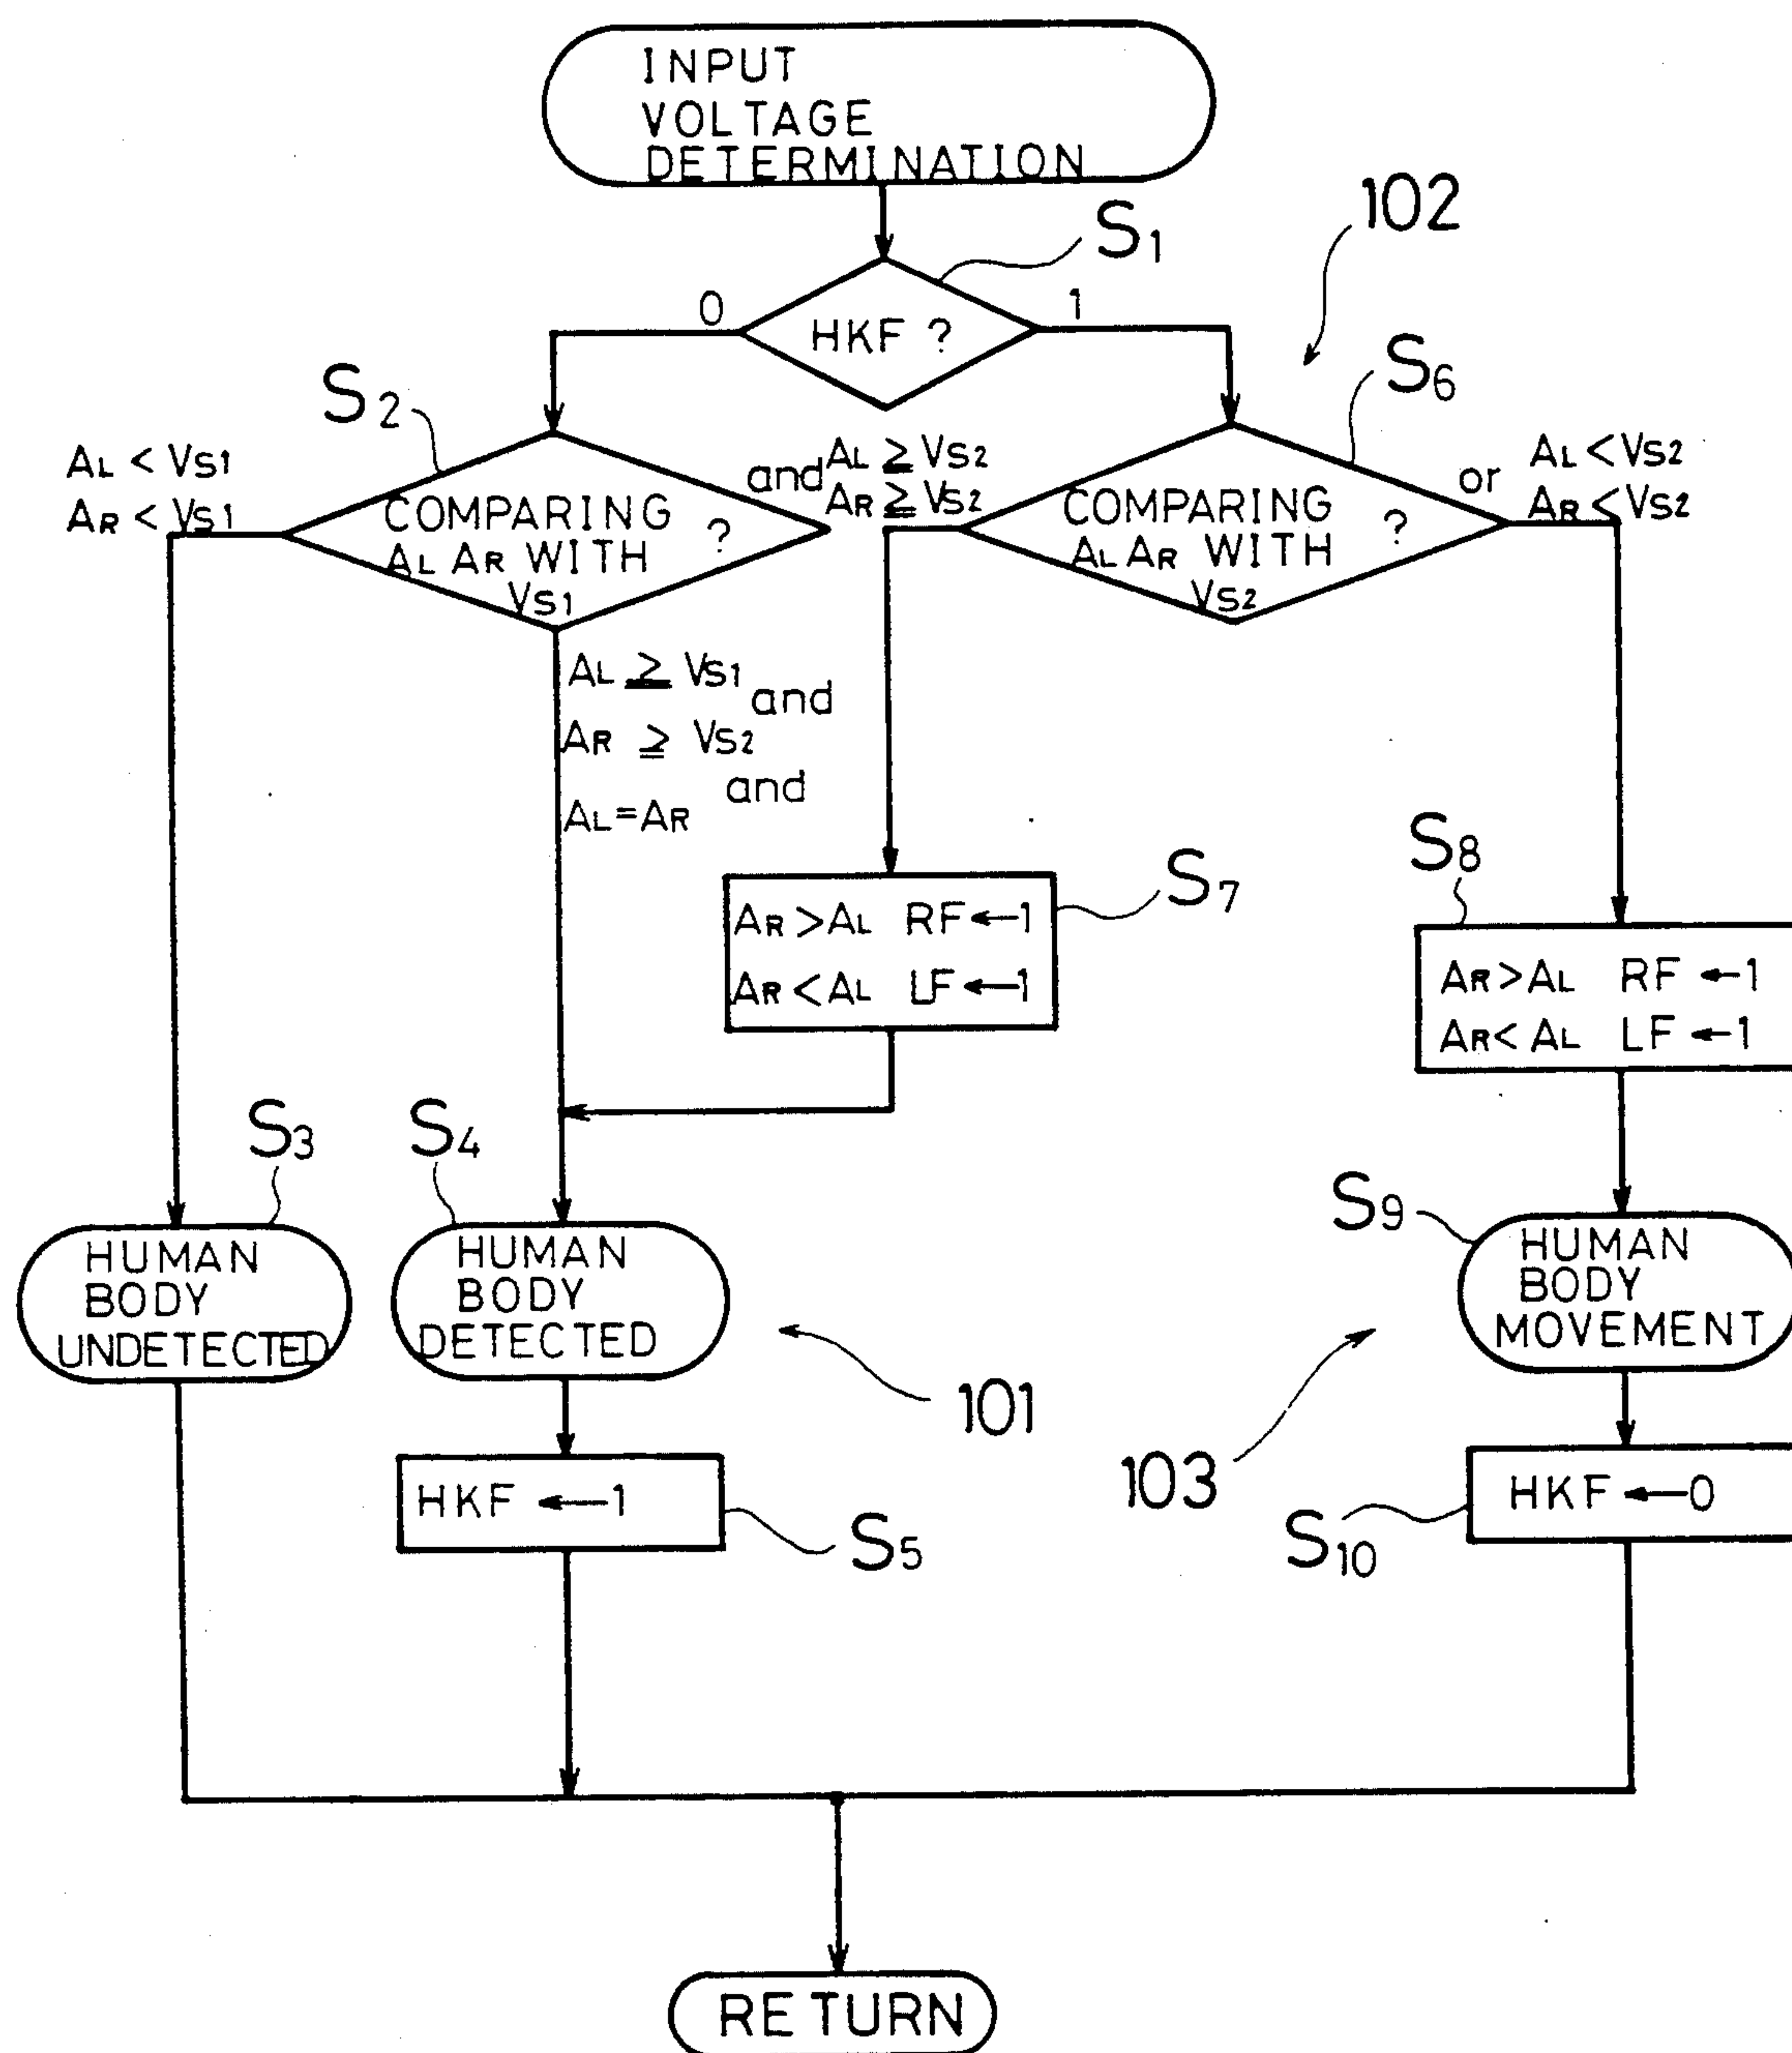 INPUT
VOLTAGE
DETERMINATION
S1
102
0
HKF ?
1
S2
S6
AL < VS1
AR < VS1
COMPARING
AL AR WITH
VS1
?
and
AL ≧ VS2
AR ≧ VS2
COMPARING
AL AR WITH
VS2
?
or
AL < VS2
AR < VS2
AL ≧ VS1
and
AR ≧ VS2
and
AL = AR
S7
AR > AL RF ← 1
AR < AL LF ← 1
S8
AR > AL RF ← 1
AR < AL LF ← 1
S3
HUMAN
BODY
UNDETECTED
S4
HUMAN
BODY
DETECTED
101
S9
HUMAN
BODY
MOVEMENT
103
HKF ← 1
S5
HKF ← 0
S10
RETURN